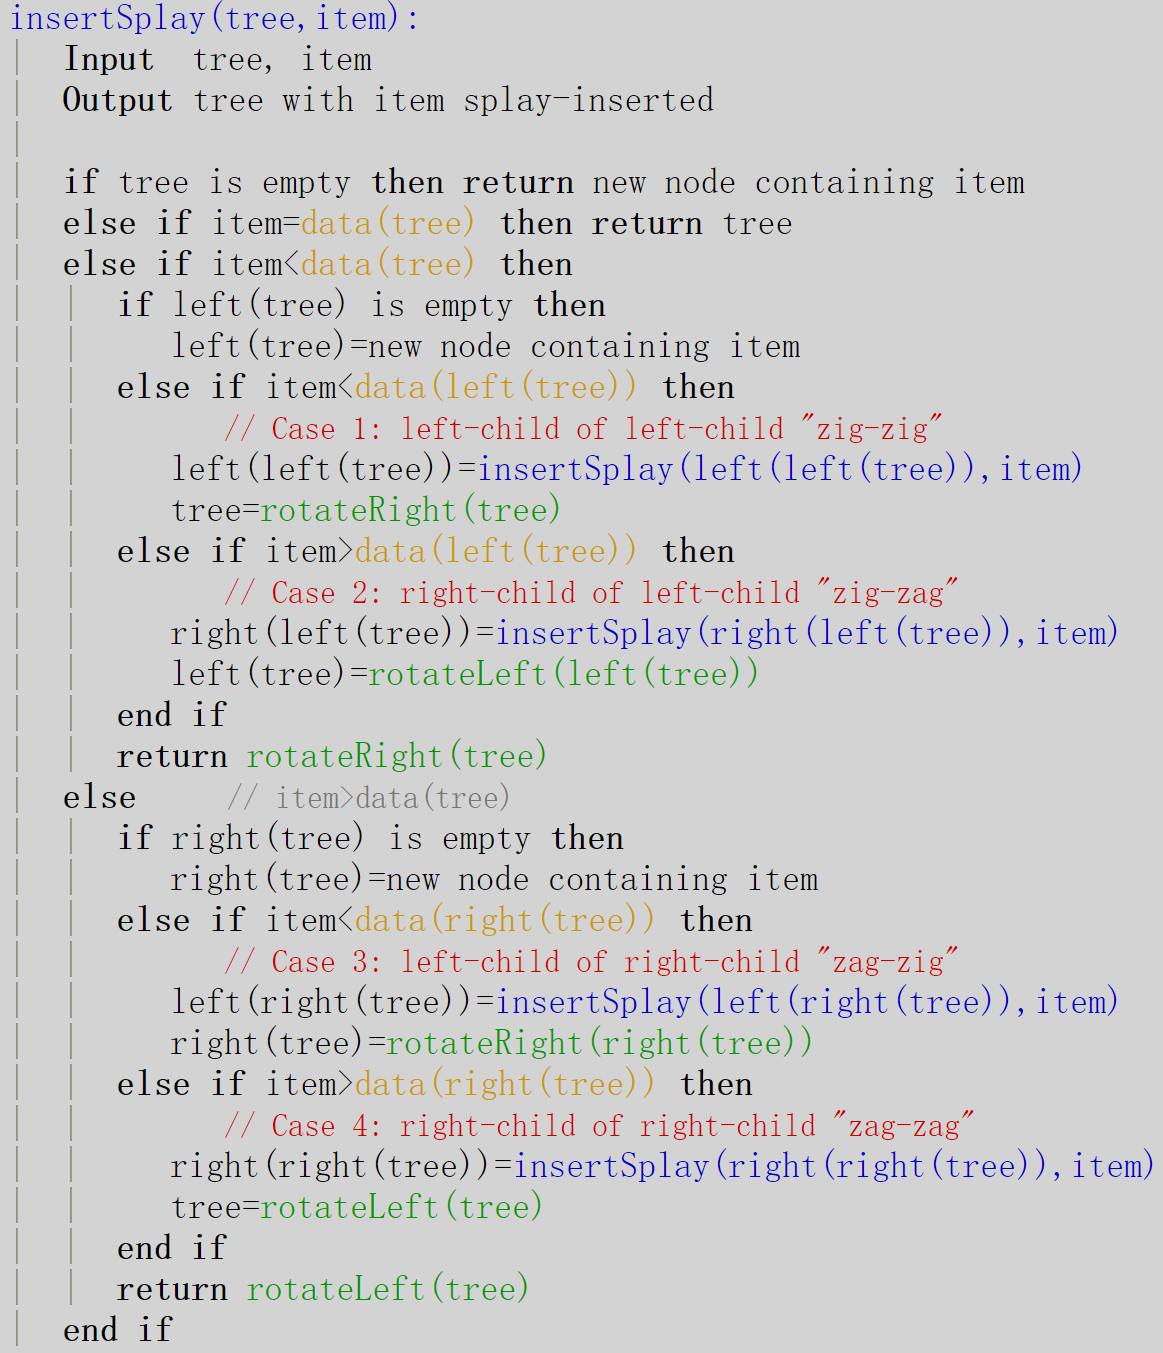 insertSplay(tree,item):
Input tree, item
Output tree with item splay-inserted
if tree is empty then return new node containing item
else if item=data(tree) then return tree
else if item<data(tree) then
if left(tree) is empty then
left(tree)=new node containing item
else if item<data(left(tree)) then
// Case 1: left-child of left-child "zig-zig"
left(left(tree))=insertSplay(left(left(tree)),item)
tree=rotateRight(tree)
else if item>data(left(tree)) then
// Case 2: right-child of left-child "zig-zag"
right(left(tree))=insertSplay(right(left(tree)),item)
left(tree)=rotateLeft(left(tree))
end if
return rotateRight(tree)
else // item>data(tree)
if right(tree) is empty then
right(tree)=new node containing item
else if item<data(right(tree)) then
// Case 3: left-child of right-child "zag-zig"
left(right(tree))=insertSplay(left(right(tree)),item)
right(tree)=rotateRight(right(tree))
else if item>data(right(tree)) then
// Case 4: right-child of right-child "zag-zag"
right(right(tree))=insertSplay(right(right(tree)),item)
tree=rotateLeft(tree)
end if
return rotateLeft(tree)
end if